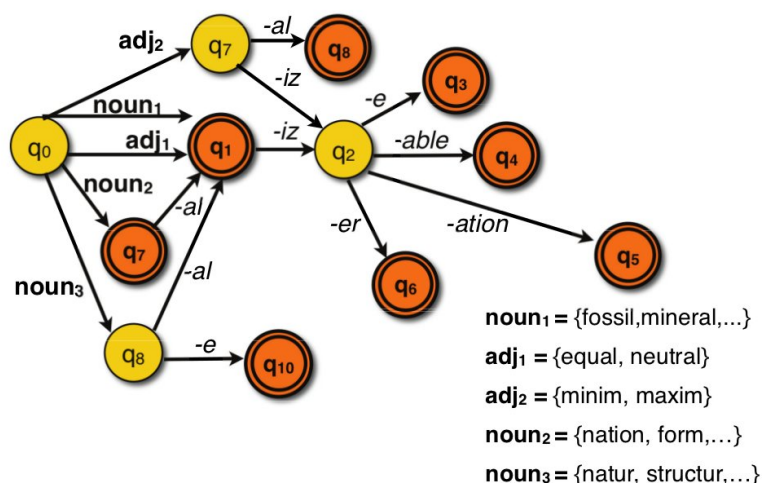 adj2
q7
-al
q8
-iz
q3
-e
noun1
q0
adj1
q1
-iz
q2
-able
q4
noun2
-al
q7
-er
-ation
q5
-al
q6
noun3
q8
-e
q10
noun1 = {fossil,mineral,...}
adj1 = {equal, neutral}
adj2 = {minim, maxim}
noun2 = {nation, form,...}
noun3 = {natur, structur,...}